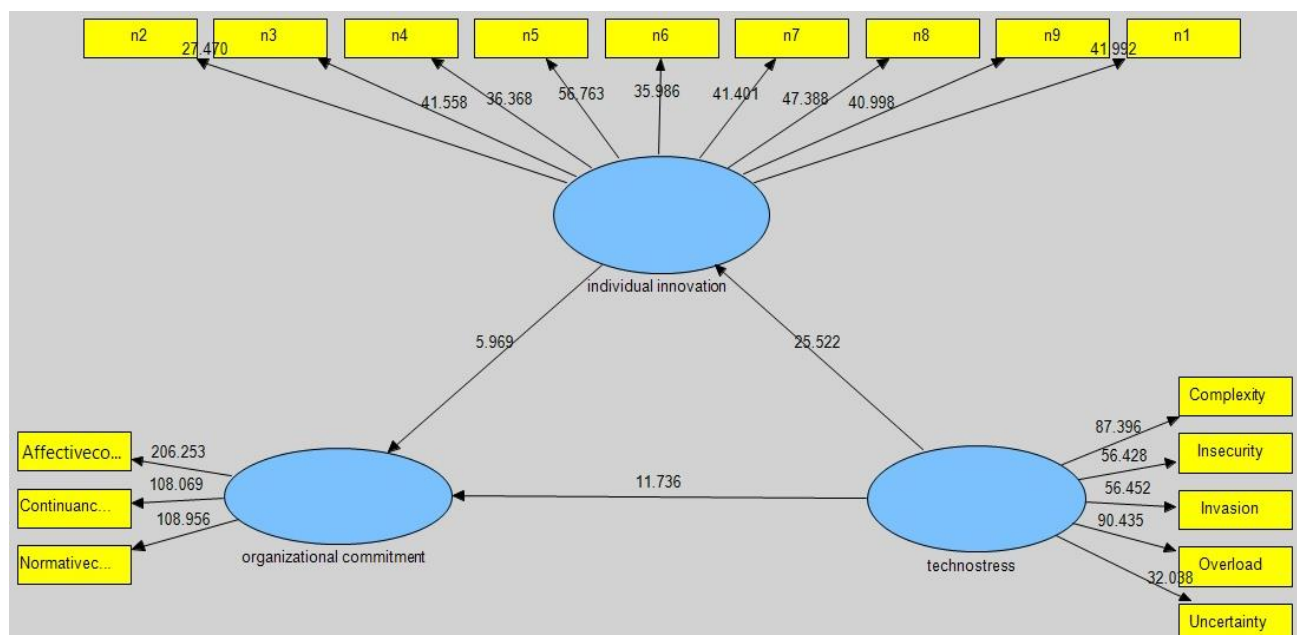 n2
n3
n4
n5
n6
n7
n8
n9
n1
27.470
41.558
36.368
56.763
35.986
41.401
47.388
40.998
41.992
individual innovation
5.969
25.522
Affectiveco...
Continuanc...
Normativec...
206.253
108.069
108.956
organizational commitment
11.736
technostress
87.396
56.428
56.452
90.435
32.038
Complexity
Insecurity
Invasion
Overload
Uncertainty